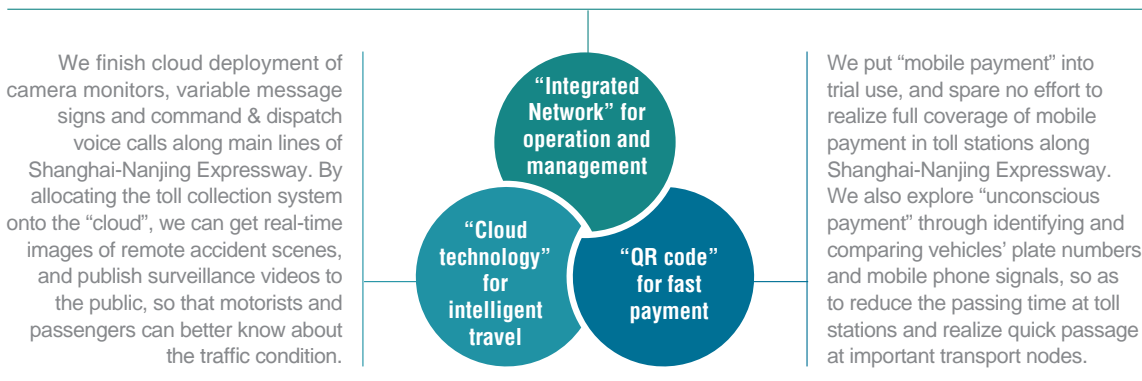 We finish cloud deployment of
camera monitors, variable message
signs and command & dispatch
voice calls along main lines of
Shanghai-Nanjing Expressway. By
allocating the toll collection system
onto the “cloud”, we can get real-time
images of remote accident scenes,
and publish surveillance videos to
the public, so that motorists and
passengers can better know about
the traffic condition.
“Integrated
Network” for
operation and
management
“Cloud
technology”
for
intelligent
travel
“QR code”
for fast
payment
We put “mobile payment” into
trial use, and spare no effort to
realize full coverage of mobile
payment in toll stations along
Shanghai-Nanjing Expressway.
We also explore “unconscious
payment” through identifying and
comparing vehicles’ plate numbers
and mobile phone signals, so as
to reduce the passing time at toll
stations and realize quick passage
at important transport nodes.